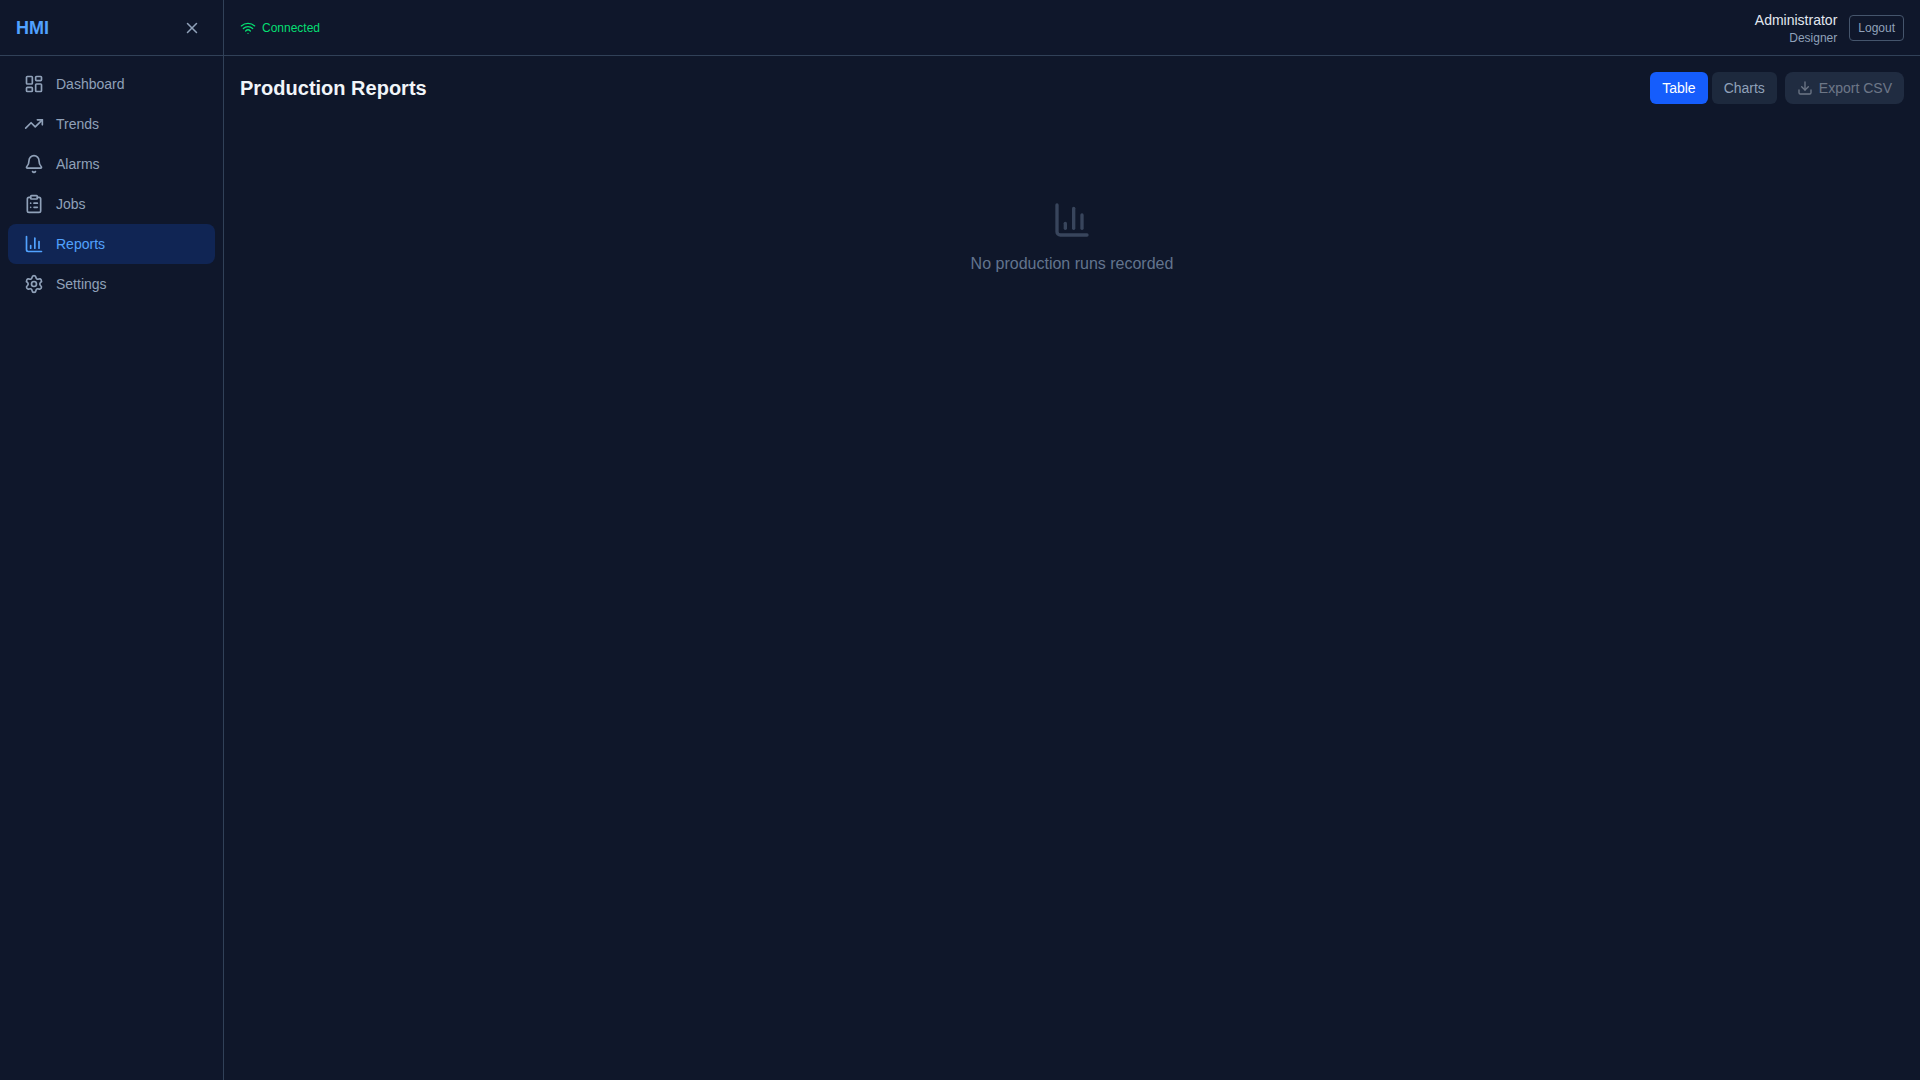 HMI
Connected
Administrator
Designer
Logout
Dashboard
Trends
Alarms
Jobs
Reports
Settings
Production Reports
Table
Charts
Export CSV
No production runs recorded